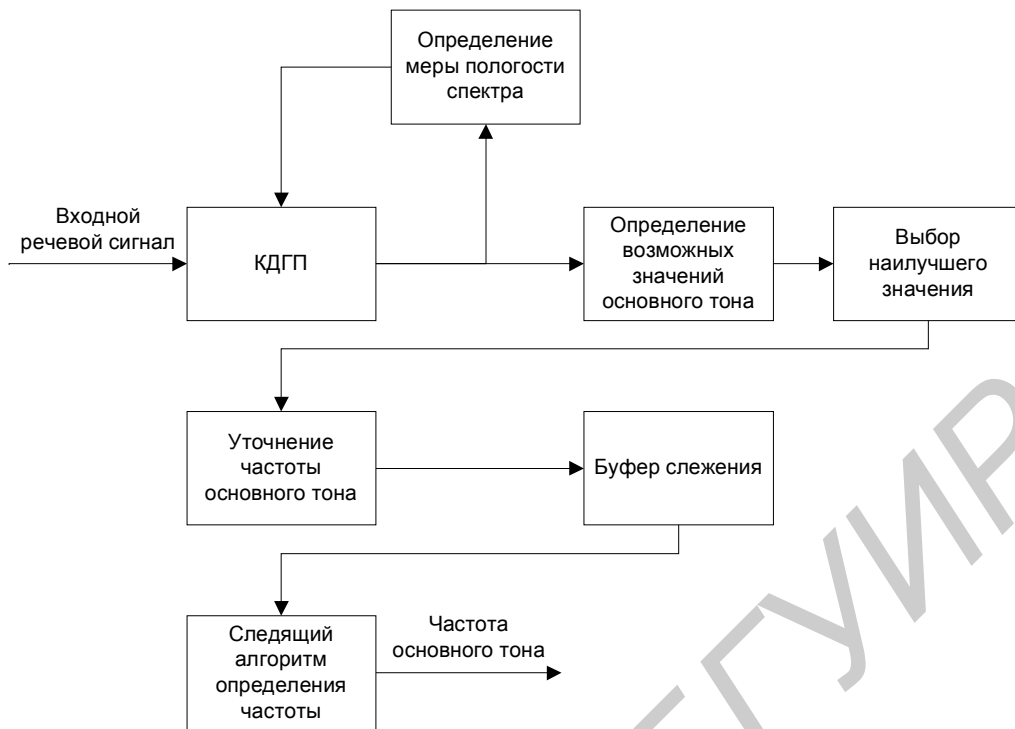 Определение
меры пологости
спектра
Входной
речевой сигнал
КДГП
Определение
возможных
значений
основного тона
Выбор
наилучшего
значения
Уточнение
частоты
основного тона
Буфер слежения
Следящий
алгоритм
определения
частоты
Частота
основного тона
БГУИР